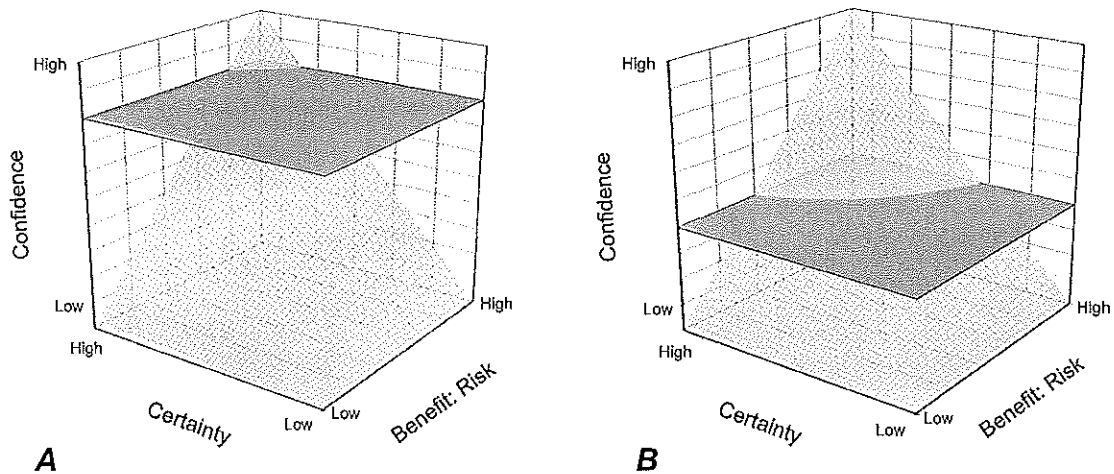 High
Confidence
Low
High
Certainty
Low
Low
Benefit: Risk
High
A
High
Confidence
Low
High
Certainty
Low
Low
Benefit: Risk
High
B